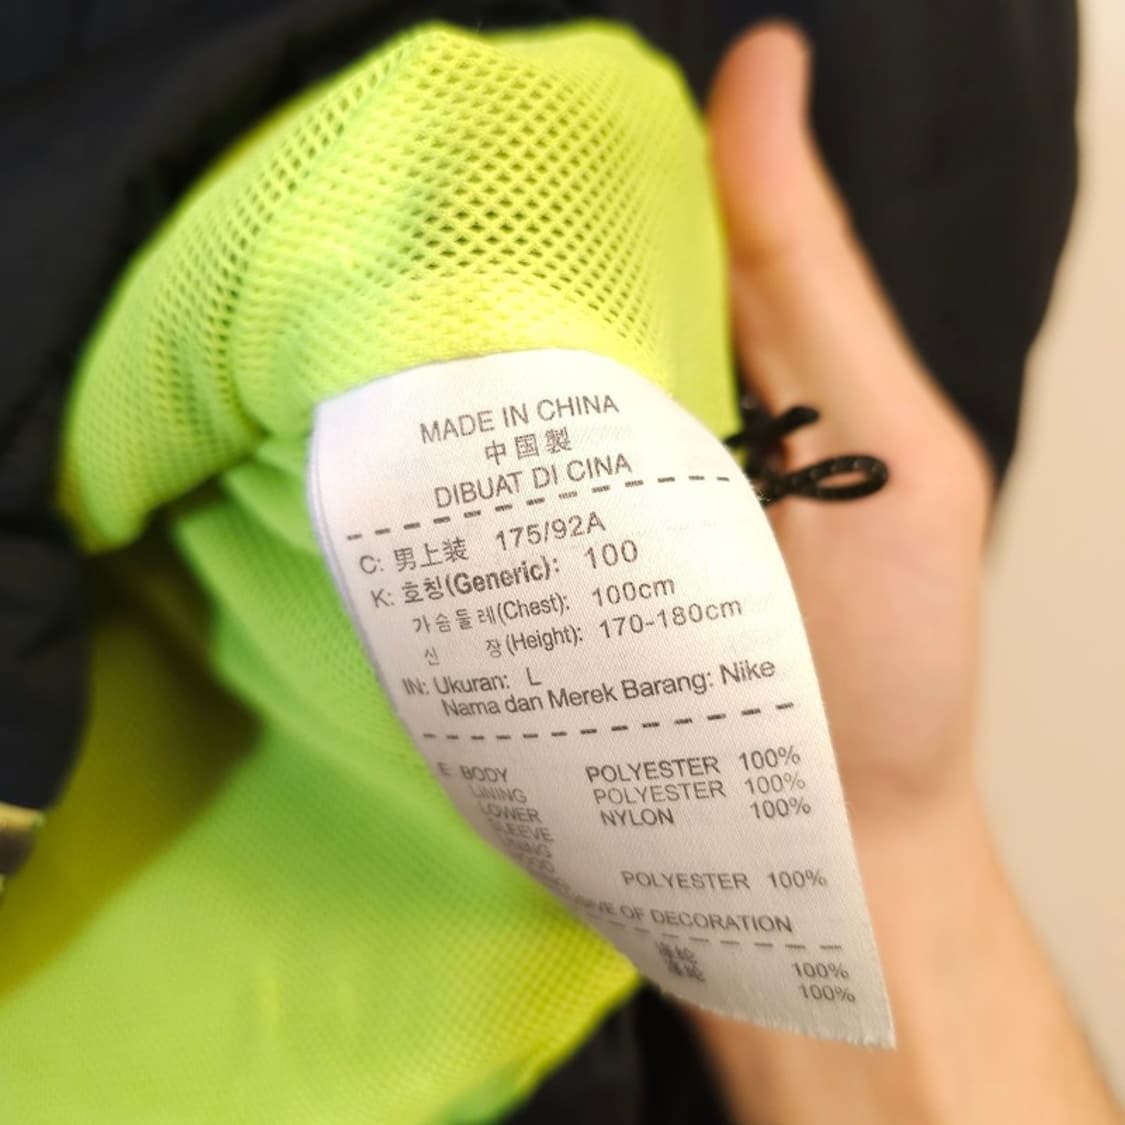 MADE IN CHINA
中国製
DIBUAT DI CINA
C: 男上装 175/92A
K: 호칭(Generic): 100
가슴둘레(Chest): 100cm
신 장(Height): 170-180cm
IN: Ukuran: L
Nama dan Merek Barang: Nike
E BODY POLYESTER 100%
LINING POLYESTER 100%
LOWER NYLON 100%
SLEEVE
POLYESTER 100%
OF DECORATION
100%
100%